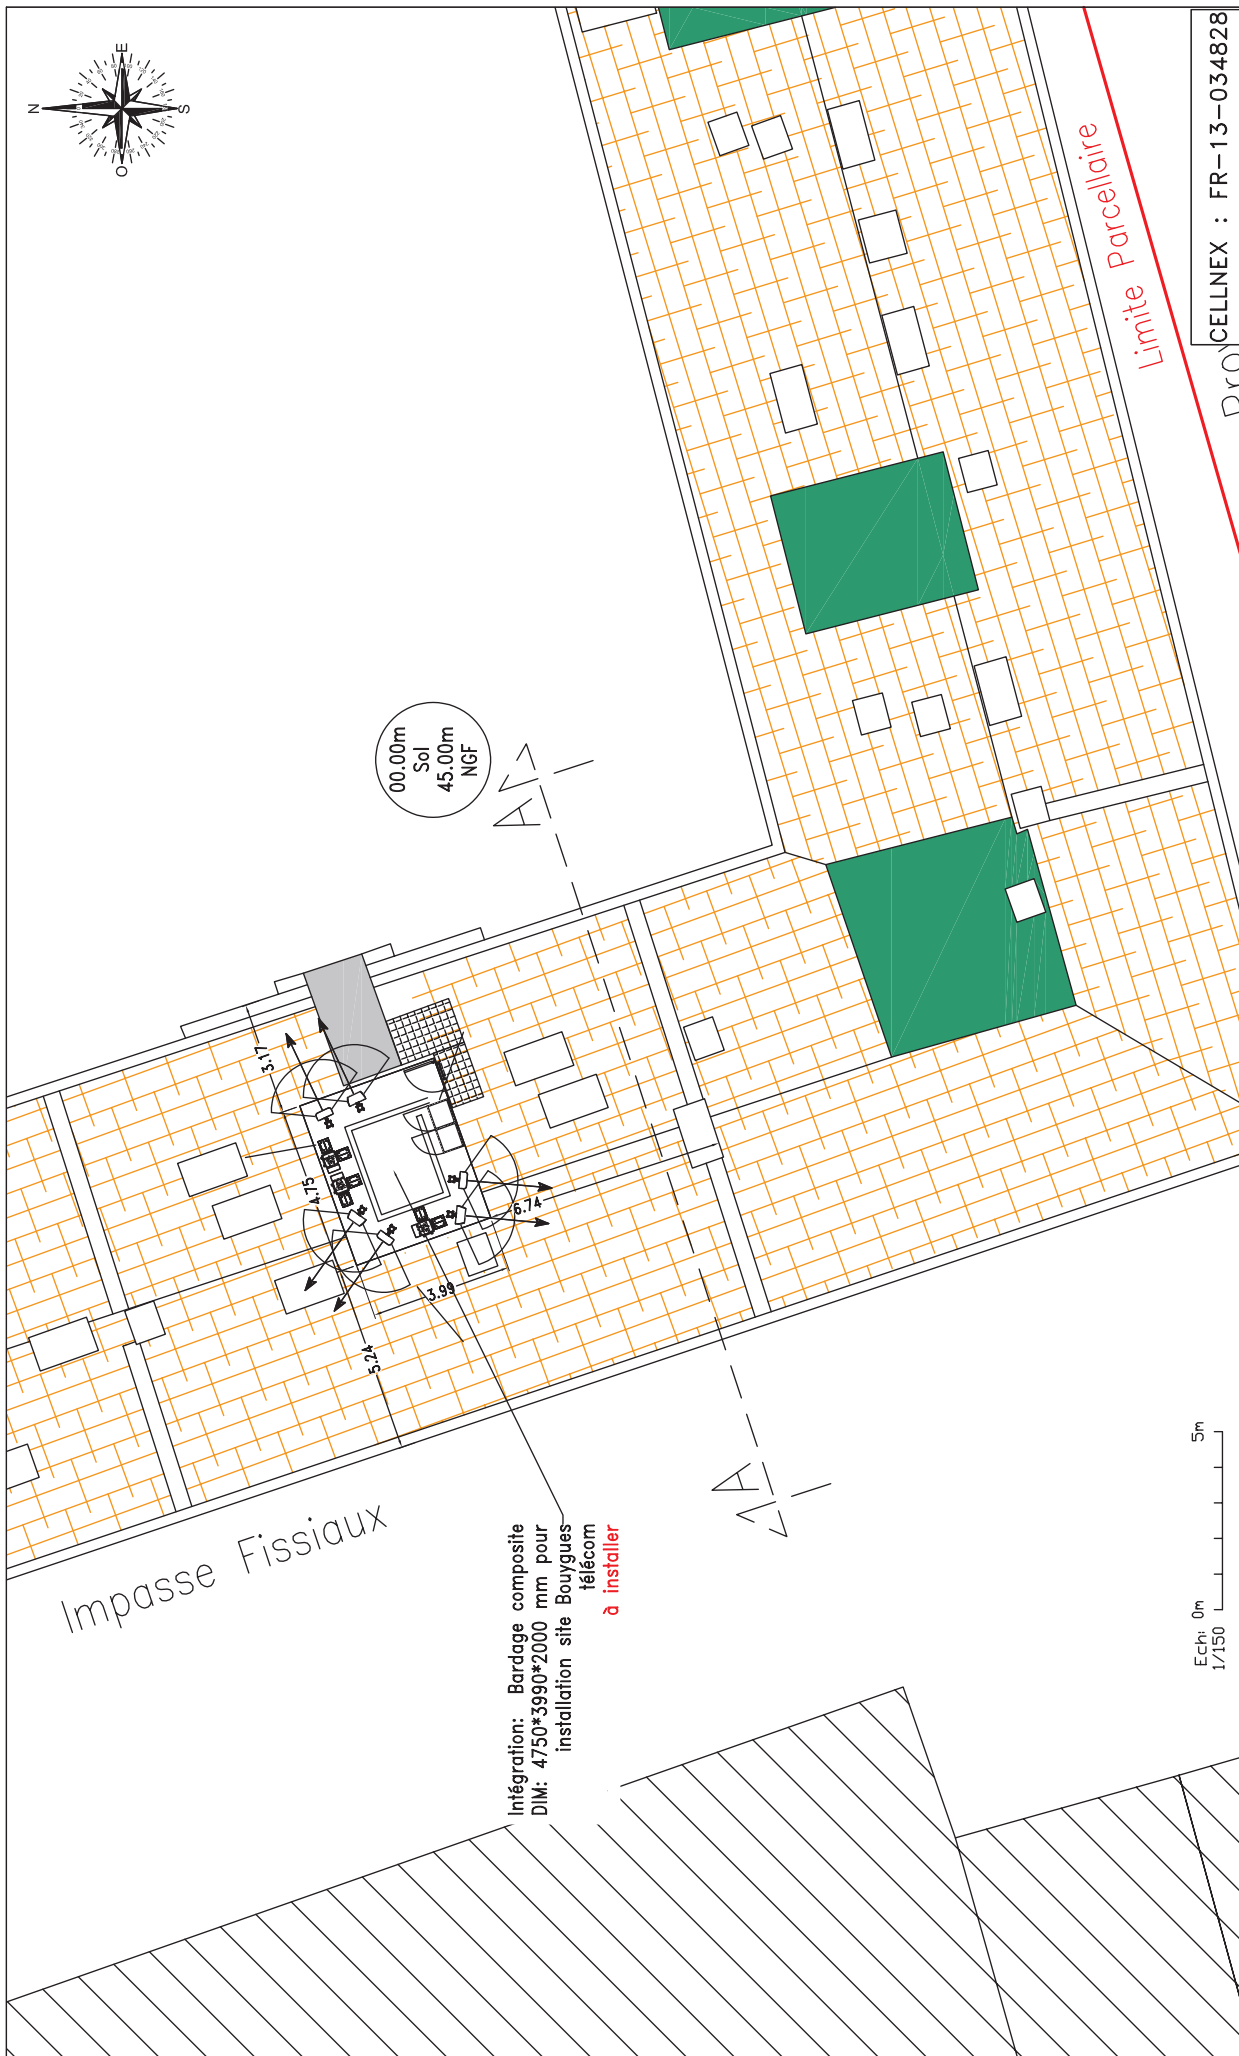 N
E
S
O
CELLNEX : FR-13-034828
Limite Parcellaire
00.00m
Sol
45.00m
NGF
A
3.17
4.75
6.74
3.99
5.24
A
Impasse Fissiaux
Intégration: Bardage composite
DIM: 4750*3990*2000 mm pour
installation site Bouygues
télécom
à installer
Ech: 0m 5m
1/150